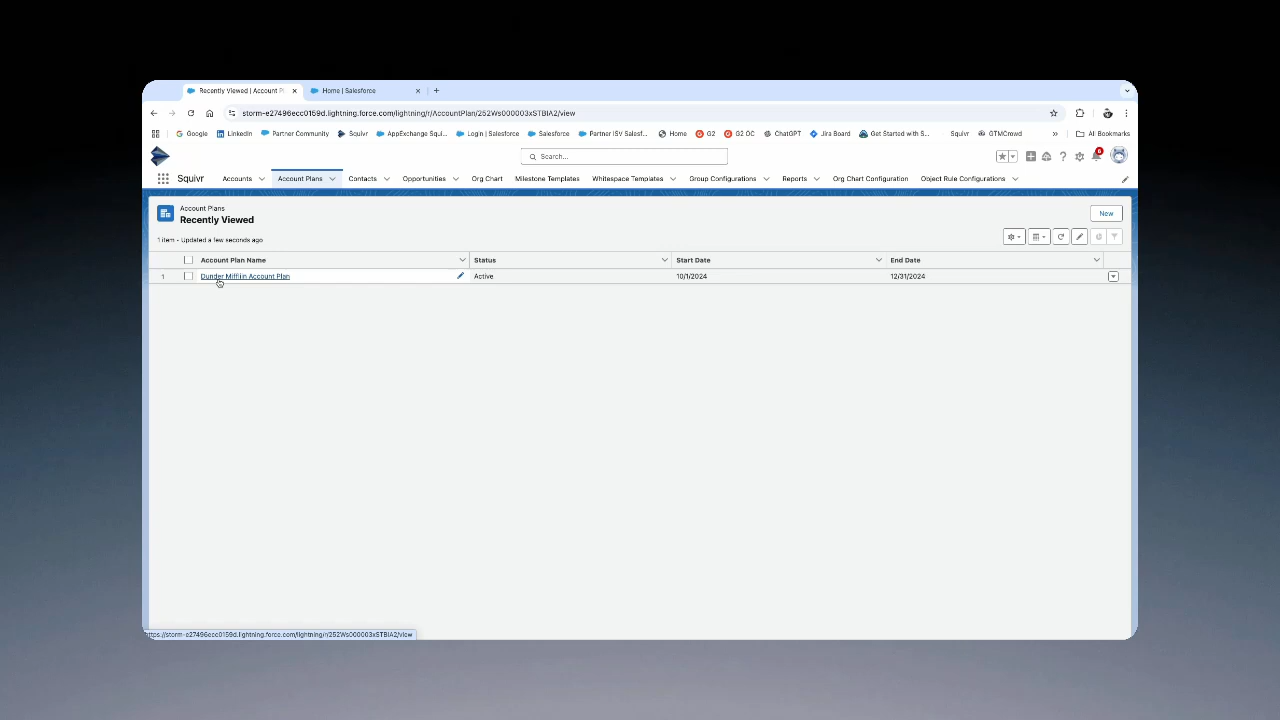 Recently Viewed | Account Pl
Home | Salesforce
storm-e27496ecc0159d.lightning.force.com/lightning/r/AccountPlan/252Ws000003xSTBIA2/view
Google LinkedIn Partner Community Squivr AppExchange Squi... Login | Salesforce Salesforce Partner ISV Salesf... Home G2 G2 OC ChatGPT Jira Board Get Started with S... Squivr GTMCrowd » All Bookmarks
Search...
6
Squivr Accounts Account Plans Contacts Opportunities Org Chart Milestone Templates Whitespace Templates Group Configurations Reports Org Chart Configuration Object Rule Configurations
Account Plans
Recently Viewed
New
1 item • Updated a few seconds ago
Account Plan Name Status Start Date End Date
1 Dunder Mifflin Account Plan Active 10/1/2024 12/31/2024
https://storm-e27496ecc0159d.lightning.force.com/lightning/r/252Ws000003xSTBIA2/view